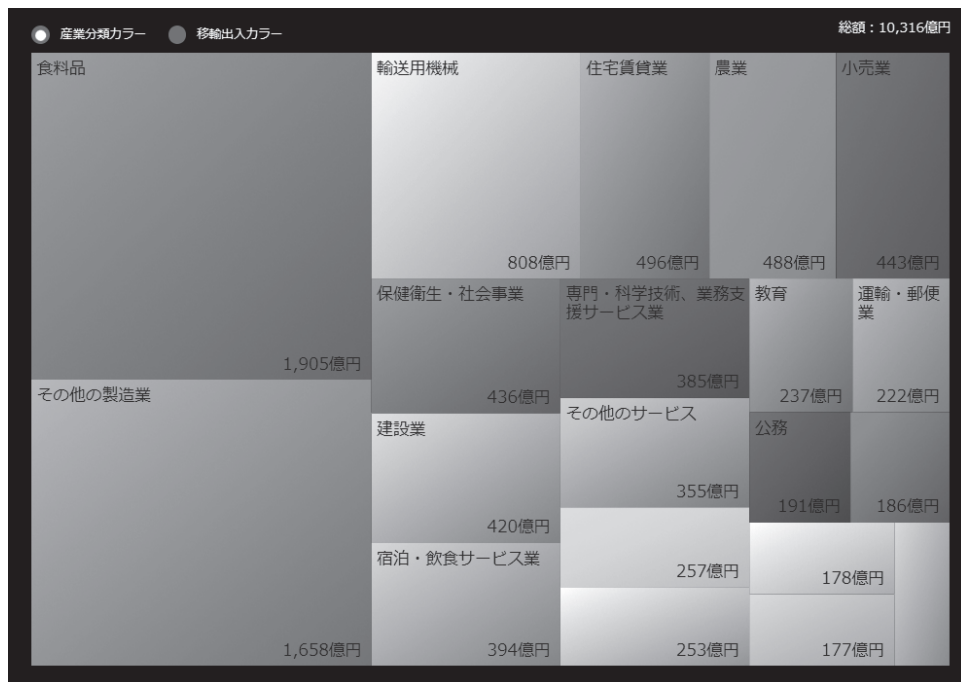 産業分類カラー 移輸出入カラー
総額：10,316億円
食料品
1,905億円
その他の製造業
1,658億円
輸送用機械
808億円
住宅賃貸業
496億円
農業
488億円
小売業
443億円
保健衛生・社会事業
436億円
専門・科学技術、業務支
援サービス業
385億円
教育
237億円
運輸・郵便
業
222億円
建設業
420億円
その他のサービス
355億円
公務
191億円
186億円
宿泊・飲食サービス業
394億円
257億円
253億円
178億円
177億円